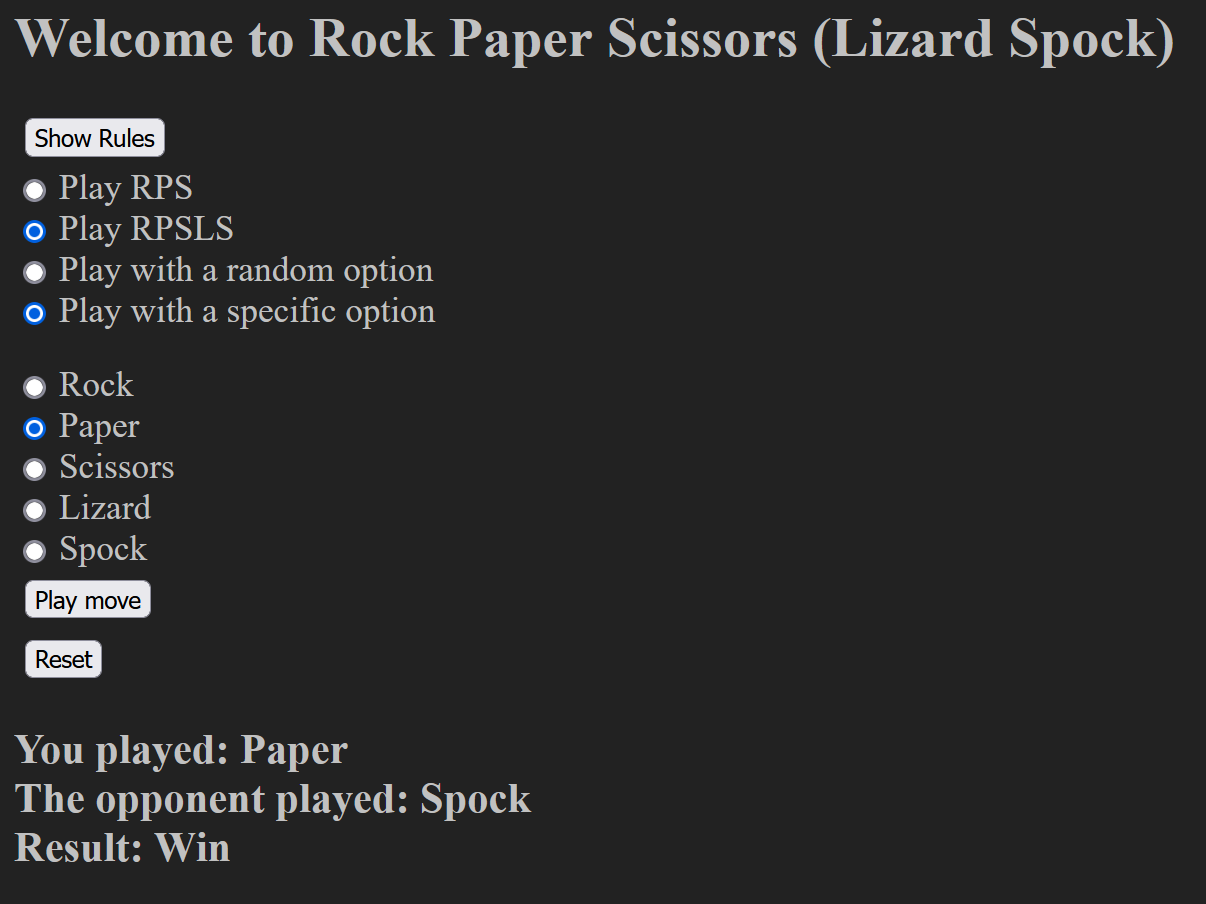 Welcome to Rock Paper Scissors (Lizard Spock)
Show Rules
Play RPS
Play RPSLS
Play with a random option
Play with a specific option
Rock
Paper
Scissors
Lizard
Spock
Play move
Reset
You played: Paper
The opponent played: Spock
Result: Win